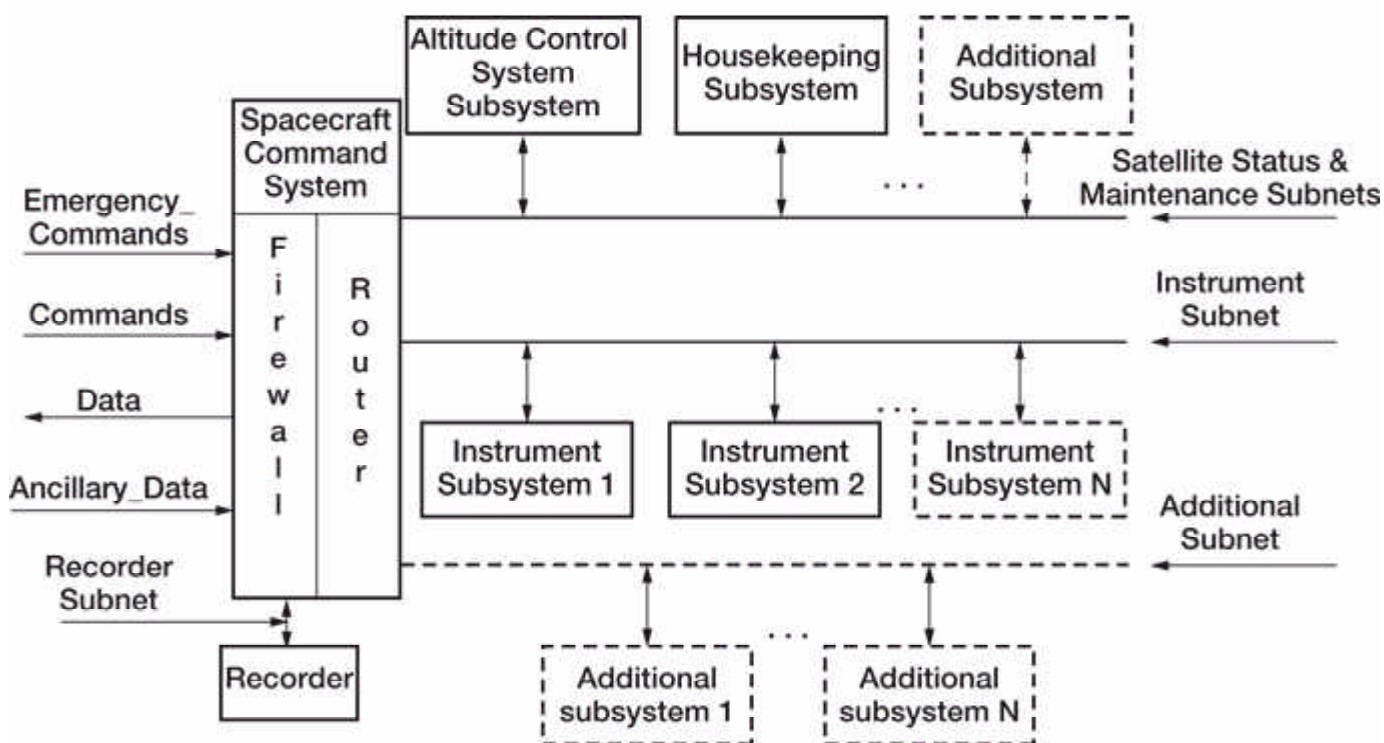 Altitude Control
System
Subsystem
Housekeeping
Subsystem
Additional
Subsystem
Spacecraft
Command
System
Satellite Status &
Maintenance Subnets
. . .
Emergency_
Commands
Firewall
Router
Instrument
Subnet
Commands
Data
. . .
Instrument
Subsystem 1
Instrument
Subsystem 2
Instrument
Subsystem N
Ancillary_Data
Additional
Subnet
Recorder
Subnet
. . .
Recorder
Additional
subsystem 1
Additional
subsystem N